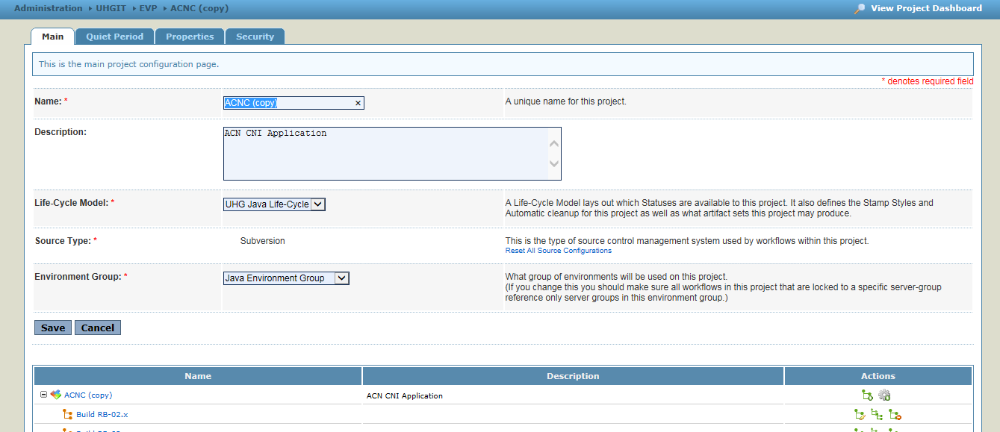 Administration ▸ UHGIT ▸ EVP ▸ ACNC (copy)
View Project Dashboard
Main
Quiet Period
Properties
Security
This is the main project configuration page.
* denotes required field
Name: *
ACNC (copy)
A unique name for this project.
Description:
ACN CNI Application
Life-Cycle Model: *
UHG Java Life-Cycle
A Life-Cycle Model lays out which Statuses are available to this project. It also defines the Stamp Styles and
Automatic cleanup for this project as well as what artifact sets this project may produce.
Source Type: *
Subversion
This is the type of source control management system used by workflows within this project.
Reset All Source Configurations
Environment Group: *
Java Environment Group
What group of environments will be used on this project.
(If you change this you should make sure all workflows in this project that are locked to a specific server-group
reference only server groups in this environment group.)
Save
Cancel
Name
Description
Actions
ACNC (copy)
ACN CNI Application
Build RB-02.x